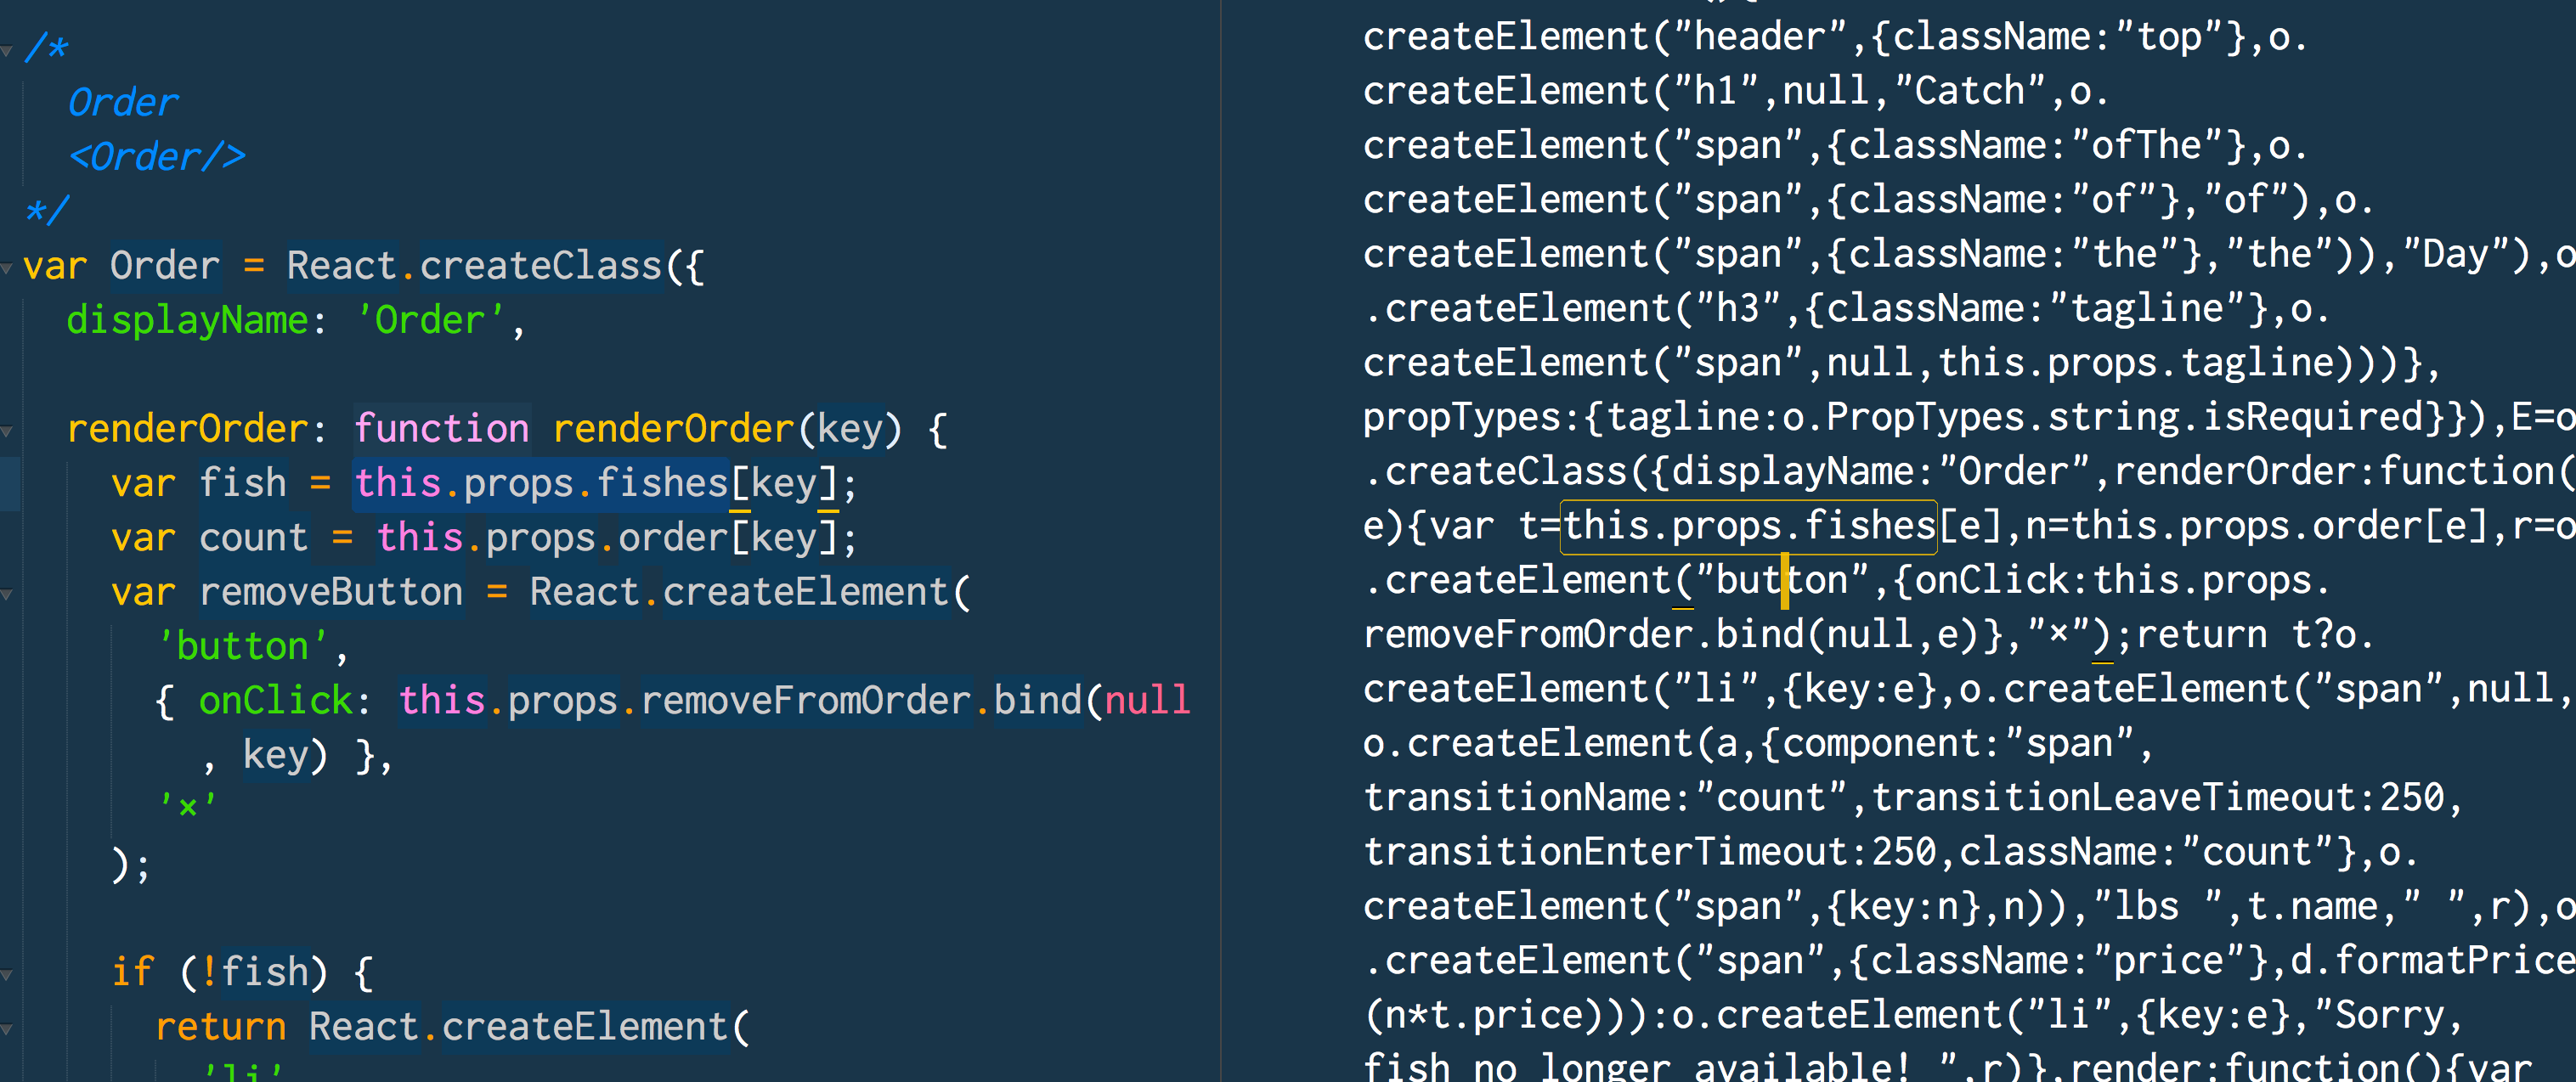 /*
Order
<Order/>
*/
var Order = React.createClass({
displayName: 'Order',
renderOrder: function renderOrder(key) {
var fish = this.props.fishes[key];
var count = this.props.order[key];
var removeButton = React.createElement(
'button',
{ onClick: this.props.removeFromOrder.bind(null
, key) },
'×'
);
if (!fish) {
return React.createElement(
'li'
createElement("header",{className:"top"},o.
createElement("h1",null,"Catch",o.
createElement("span",{className:"ofThe"},o.
createElement("span",{className:"of"},"of"),o.
createElement("span",{className:"the"},"the")),"Day"),o
.createElement("h3",{className:"tagline"},o.
createElement("span",null,this.props.tagline)))},
propTypes:{tagline:o.PropTypes.string.isRequired}}),E=o
.createClass({displayName:"Order",renderOrder:function(
e){var t=this.props.fishes[e],n=this.props.order[e],r=o
.createElement("button",{onClick:this.props.
removeFromOrder.bind(null,e)},"×");return t?o.
createElement("li",{key:e},o.createElement("span",null,
o.createElement(a,{component:"span",
transitionName:"count",transitionLeaveTimeout:250,
transitionEnterTimeout:250,className:"count"},o.
createElement("span",{key:n},n)),"lbs ",t.name," ",r),o
.createElement("span",{className:"price"},d.formatPrice
(n*t.price))):o.createElement("li",{key:e},"Sorry,
fish no longer available! ",r)},render:function(){var